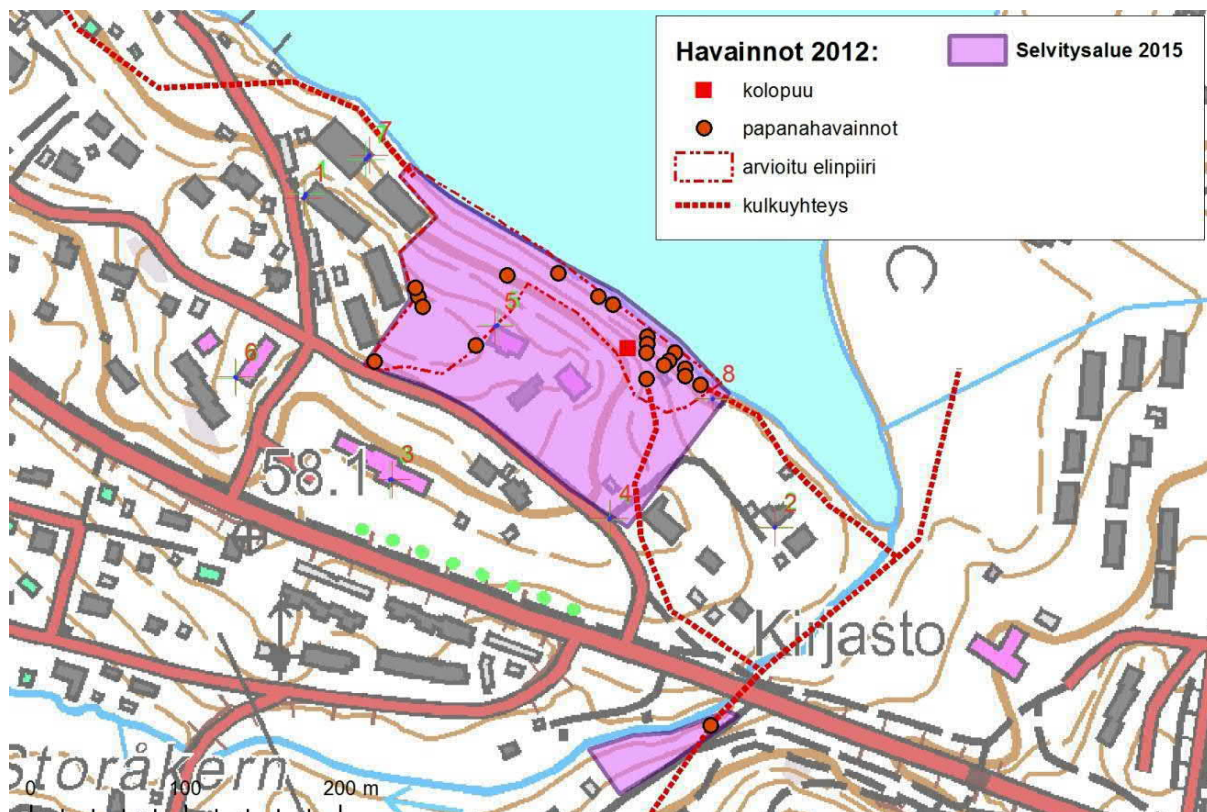 Havainnot 2012:
Selvitysalue 2015
kolopuu
papanahavainnot
arvioitu elinpiiri
kulkuyhteys
7
1
5
6
8
58.1
3
4
2
Kirjasto
Storåkern
0 100 200 m